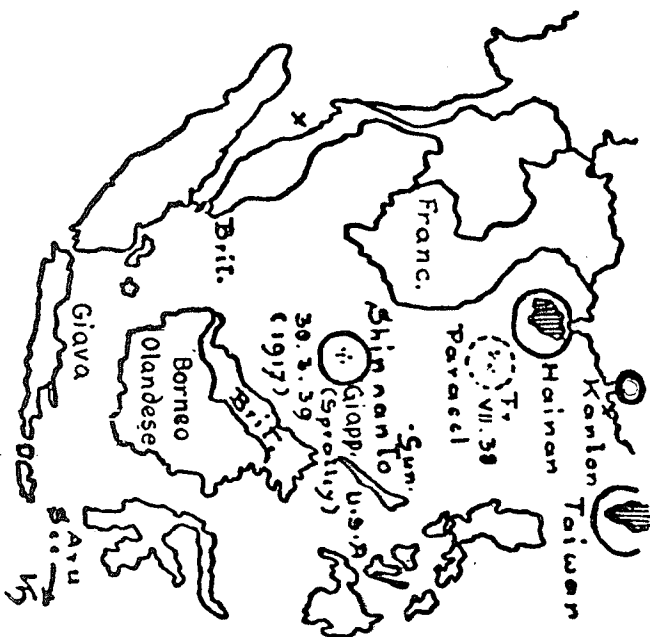 Taiwan
Kanton
Hainan
VII.38
Paracel
Franc.
Sun.
Shinnanto
Giapp.
(Spratly)
30.3.39
(1917)
U.S.A
Brit.
Brit.
Borneo
Olandese
Giava
Aru
x